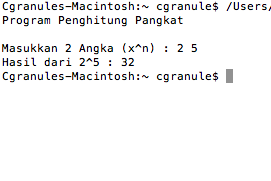 Cgranules-Macintosh:~ cgranule$ /Users/
Program Penghitung Pangkat
Masukkan 2 Angka (x^n) : 2 5
Hasil dari 2^5 : 32
Cgranules-Macintosh:~ cgranule$